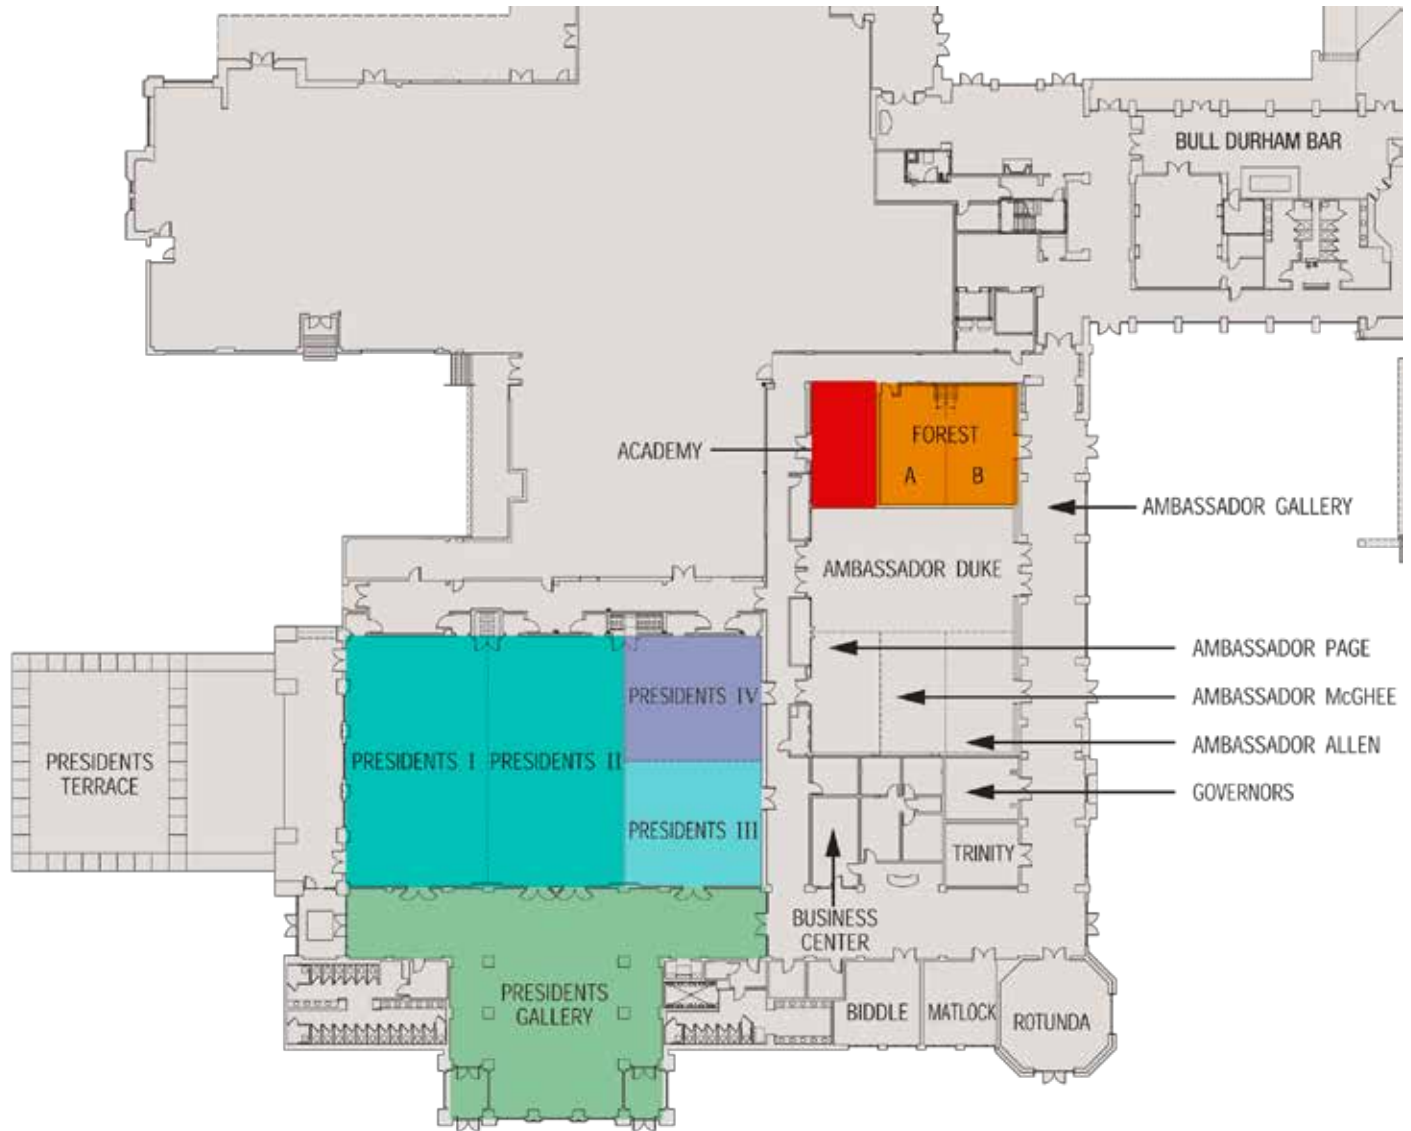 BULL DURHAM BAR
ACADEMY
FOREST
A B
AMBASSADOR GALLERY
AMBASSADOR DUKE
AMBASSADOR PAGE
PRESIDENTS IV
AMBASSADOR McGHEE
AMBASSADOR ALLEN
PRESIDENTS
TERRACE
PRESIDENTS I
PRESIDENTS II
GOVERNORS
PRESIDENTS III
TRINITY
BUSINESS
CENTER
PRESIDENTS
GALLERY
BIDDLE
MATLOCK
ROTUNDA